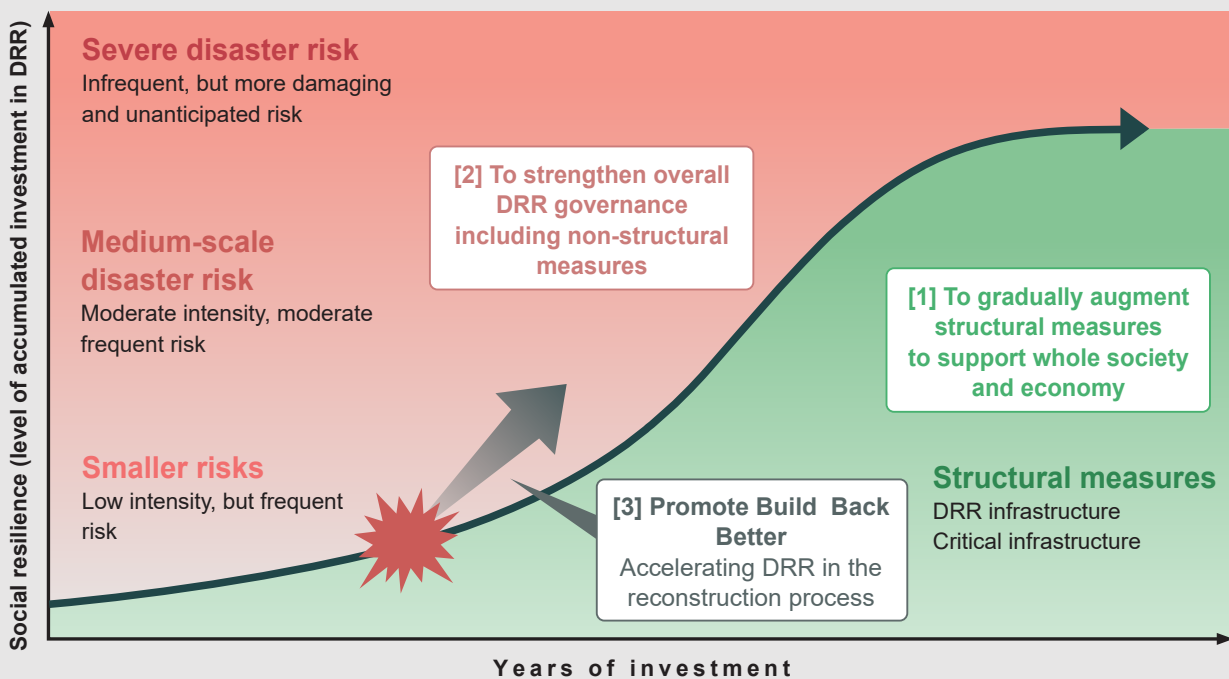 Social resilience (level of accumulated investment in DRR)
Severe disaster risk
Infrequent, but more damaging
and unanticipated risk
[2] To strengthen overall
DRR governance
including non-structural
measures
Medium-scale
disaster risk
Moderate intensity, moderate
frequent risk
[1] To gradually augment
structural measures
to support whole society
and economy
Smaller risks
Low intensity, but frequent
risk
[3] Promote Build Back
Better
Accelerating DRR in the
reconstruction process
Structural measures
DRR infrastructure
Critical infrastructure
Years of investment